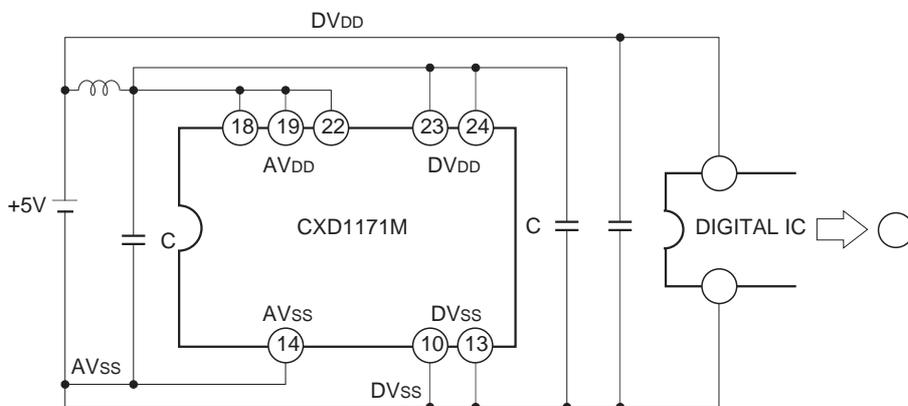 DVDD
18 19 22 23 24
AVDD DVDD
+5V
C CXD1171M C DIGITAL IC
AVSS DVSS
14 10 13
AVSS
DVSS